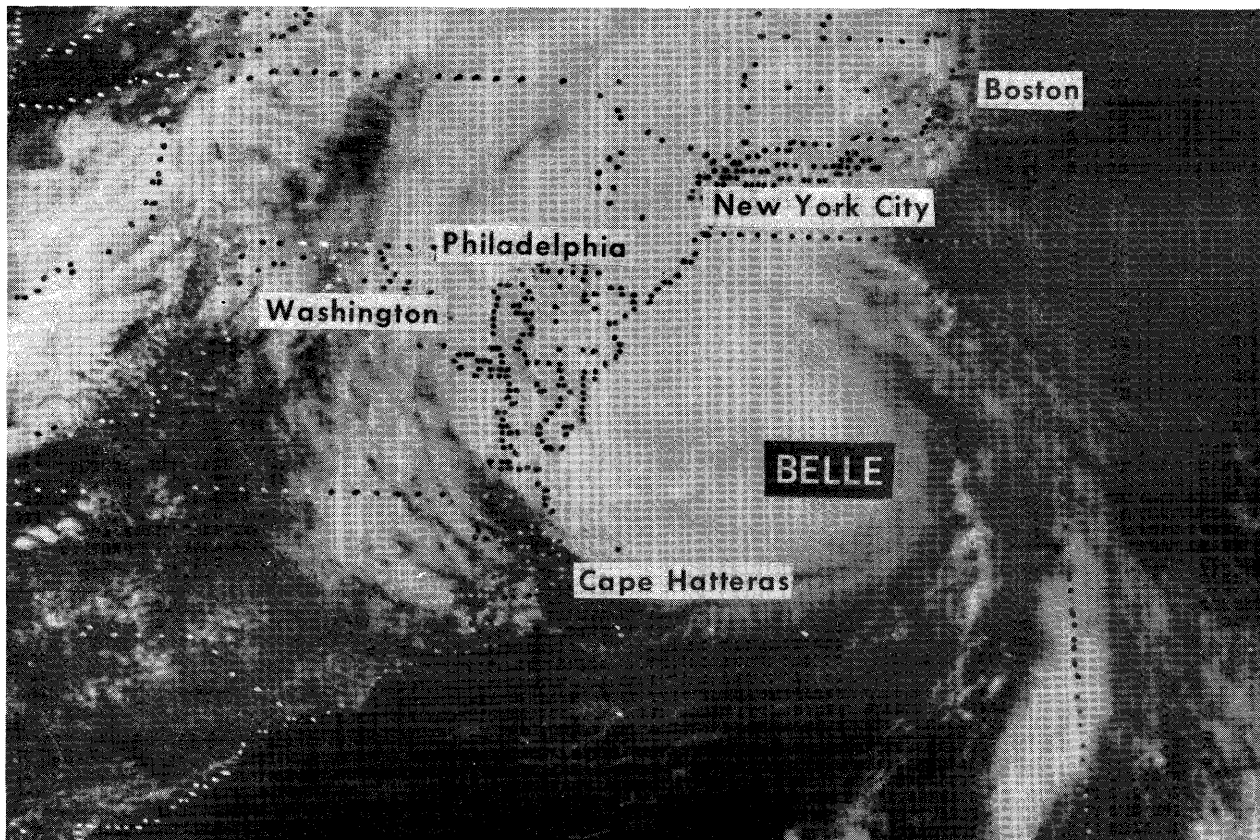 Boston
New York City
Philadelphia
Washington
BELLE
Cape Hatteras